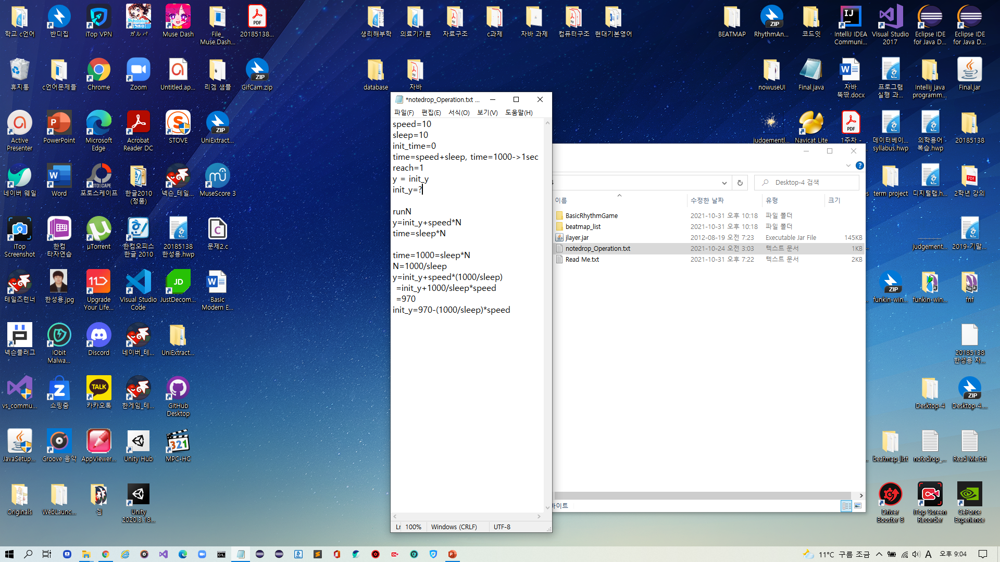 학교 c언어
반디집
iTop VPN
ガルパ
Muse Dash
File_
Muse.Dash...
20185138...
생리해부학
의료기기론
자료구조
c과제
자바 과제
컴퓨터구조
현대기본영어
BEATMAP
RhythmAn...
코드잇
IntelliJ IDEA
Communi...
Visual Studio
2017
Eclipse IDE
for Java D...
Eclipse IDE
for Java D...
휴지통
c언어문제들
Chrome
Zoom
Untitled.ap...
리겜 샘플
GifCam.zip
database
자바
nowuseUI
Final.java
자바
뚝딱.docx
프로그램
실행 과...
Intellij java
programm...
Final.jar
Active
Presenter
PowerPoint
Microsoft
Edge
Acrobat
Reader DC
STOVE
UniExtract...
judgementl...
Navicat Lite
1주차 -
데이터베이...
syllabus.hwp
의학용어
복습.hwp
20185138
네이버 웨일
Word
포토스케이프
한글2010
(정품)
넥슨_테일...
MuseScore 3
term project
디지털랩.h...
2학년 강의
iTop
Screenshot
한컴
타자연습
µTorrent
한컴오피스
한글 2010
20185138
한성용.hwp
문제2.c
judgement...
2019-기말...
테일즈런너
한성용.jpg
Upgrade
Your Life...
Visual Studio
Code
JustDecom...
Basic
Modern E...
funkin-win...
funkin-win...
fnf
넥슨플러그
IObit
Malwa...
Discord
네이버_테...
UniExtract...
20185138
한성용 자...
vs_commu...
쇼핑줌
카카오톡
한게임_테...
GitHub
Desktop
Desktop-4
Desktop-4....
JavaSetup...
Groove 음악
AppViewer...
Unity Hub
MPC-HC
beatmap_list
notedrop_...
Read Me.txt
Originals
WebLaunc...
겜
Unity
2020.3.18...
Driver
Booster 8
iTop Screen
Recorder
GeForce
Experience
*notedrop_Operation.txt ...
파일(F) 편집(E) 서식(O) 보기(V) 도움말(H)
speed=10
sleep=10
init_time=0
time=speed+sleep, time=1000->1sec
reach=1
y = init_y
init_y=?
runN
y=init_y+speed*N
time=sleep*N
time=1000=sleep*N
N=1000/sleep
y=init_y+speed*(1000/sleep)
=init_y+1000/sleep*speed
=970
init_y=970-(1000/sleep)*speed
Ln 100% Windows (CRLF) UTF-8
Desktop-4 검색
이름 수정한 날짜 유형 크기
BasicRhythmGame 2021-10-31 오후 10:18 파일 폴더
beatmap_list 2021-10-31 오후 10:18 파일 폴더
jlayer.jar 2012-08-19 오전 7:23 Executable Jar File 145KB
notedrop_Operation.txt 2021-10-24 오전 3:03 텍스트 문서 1KB
Read Me.txt 2021-10-31 오후 7:22 텍스트 문서 2KB
바이트
11°C 구름 조금 A 오후 9:04